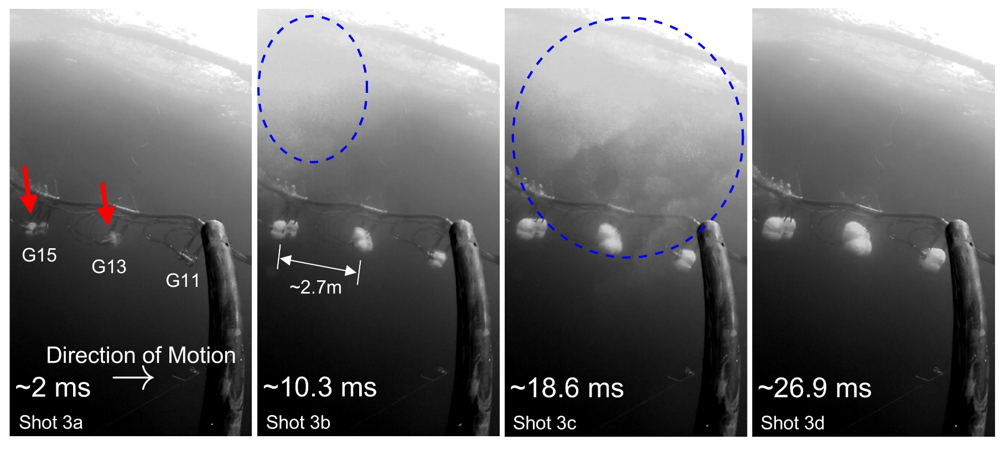 G15
G13
G11
Direction of Motion
~2 ms
Shot 3a
~2.7m
~10.3 ms
Shot 3b
~18.6 ms
Shot 3c
~26.9 ms
Shot 3d